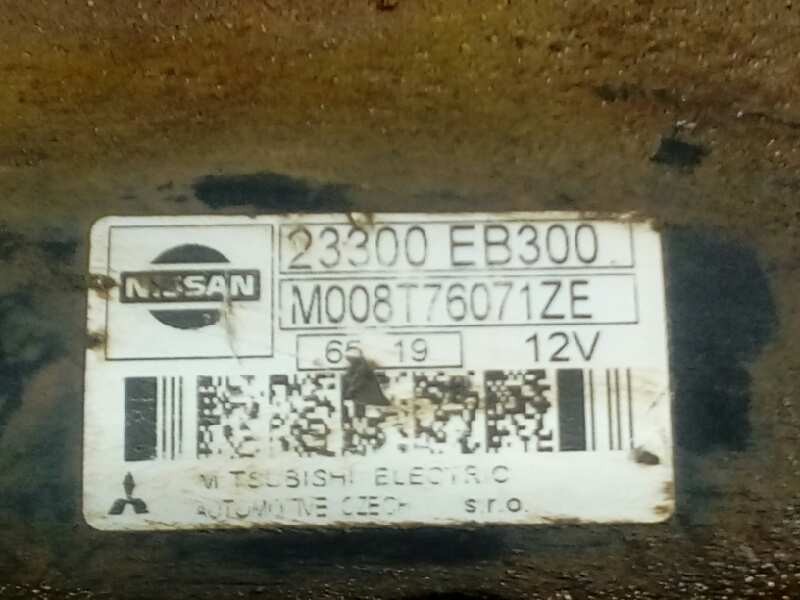 NISSAN
23300 EB300
M008T76071ZE
65 19
12V
MITSUBISHI ELECTRIC
AUTOMOTIVE CZECH s.r.o.